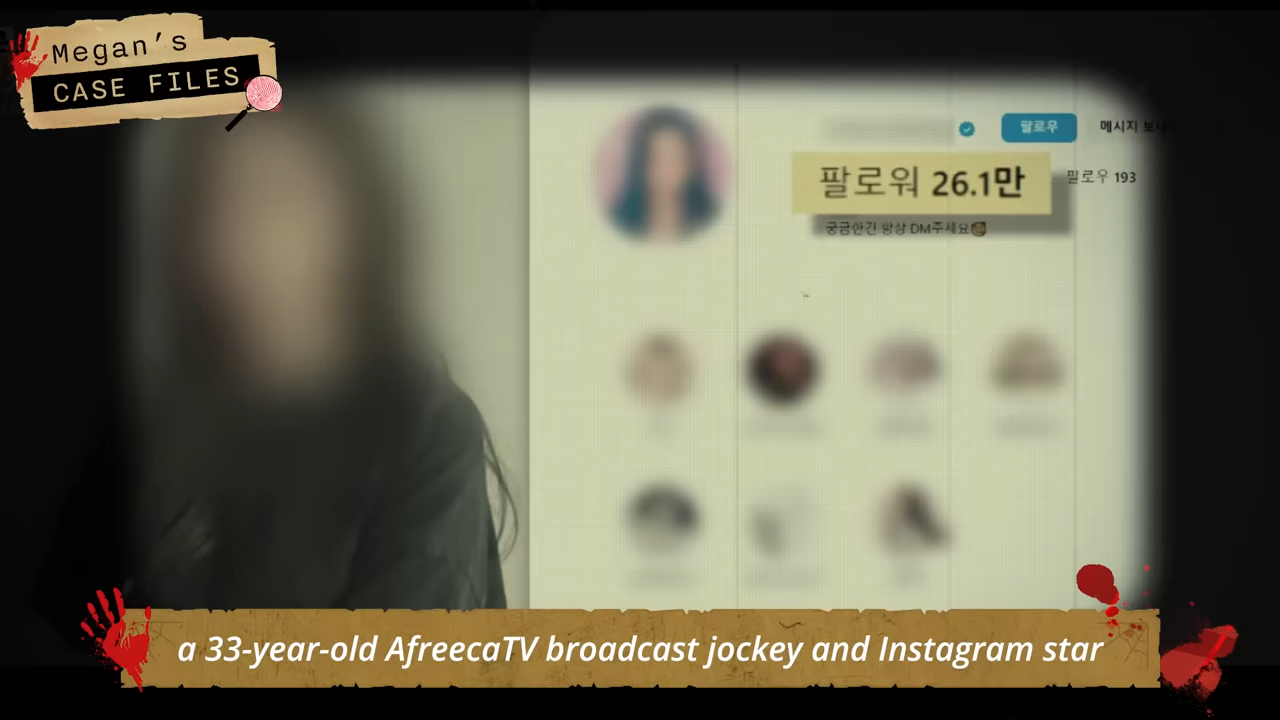 Megan's
CASE FILES
팔로우
메시지 보내
팔로워 26.1만
팔로우 193
궁금한건 항상 DM주세요
a 33-year-old AfreecaTV broadcast jockey and Instagram star